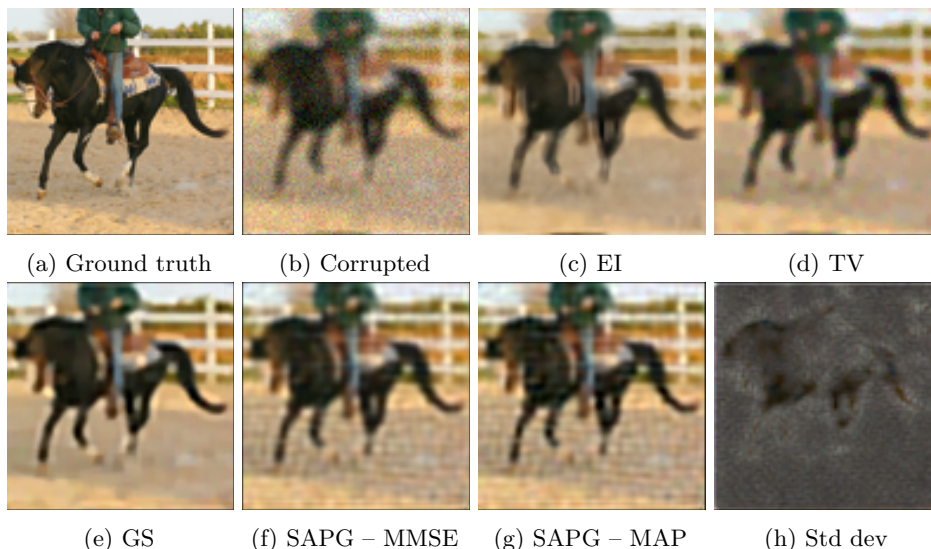 (a) Ground truth (b) Corrupted (c) EI (d) TV
(e) GS (f) SAPG – MMSE (g) SAPG – MAP (h) Std dev